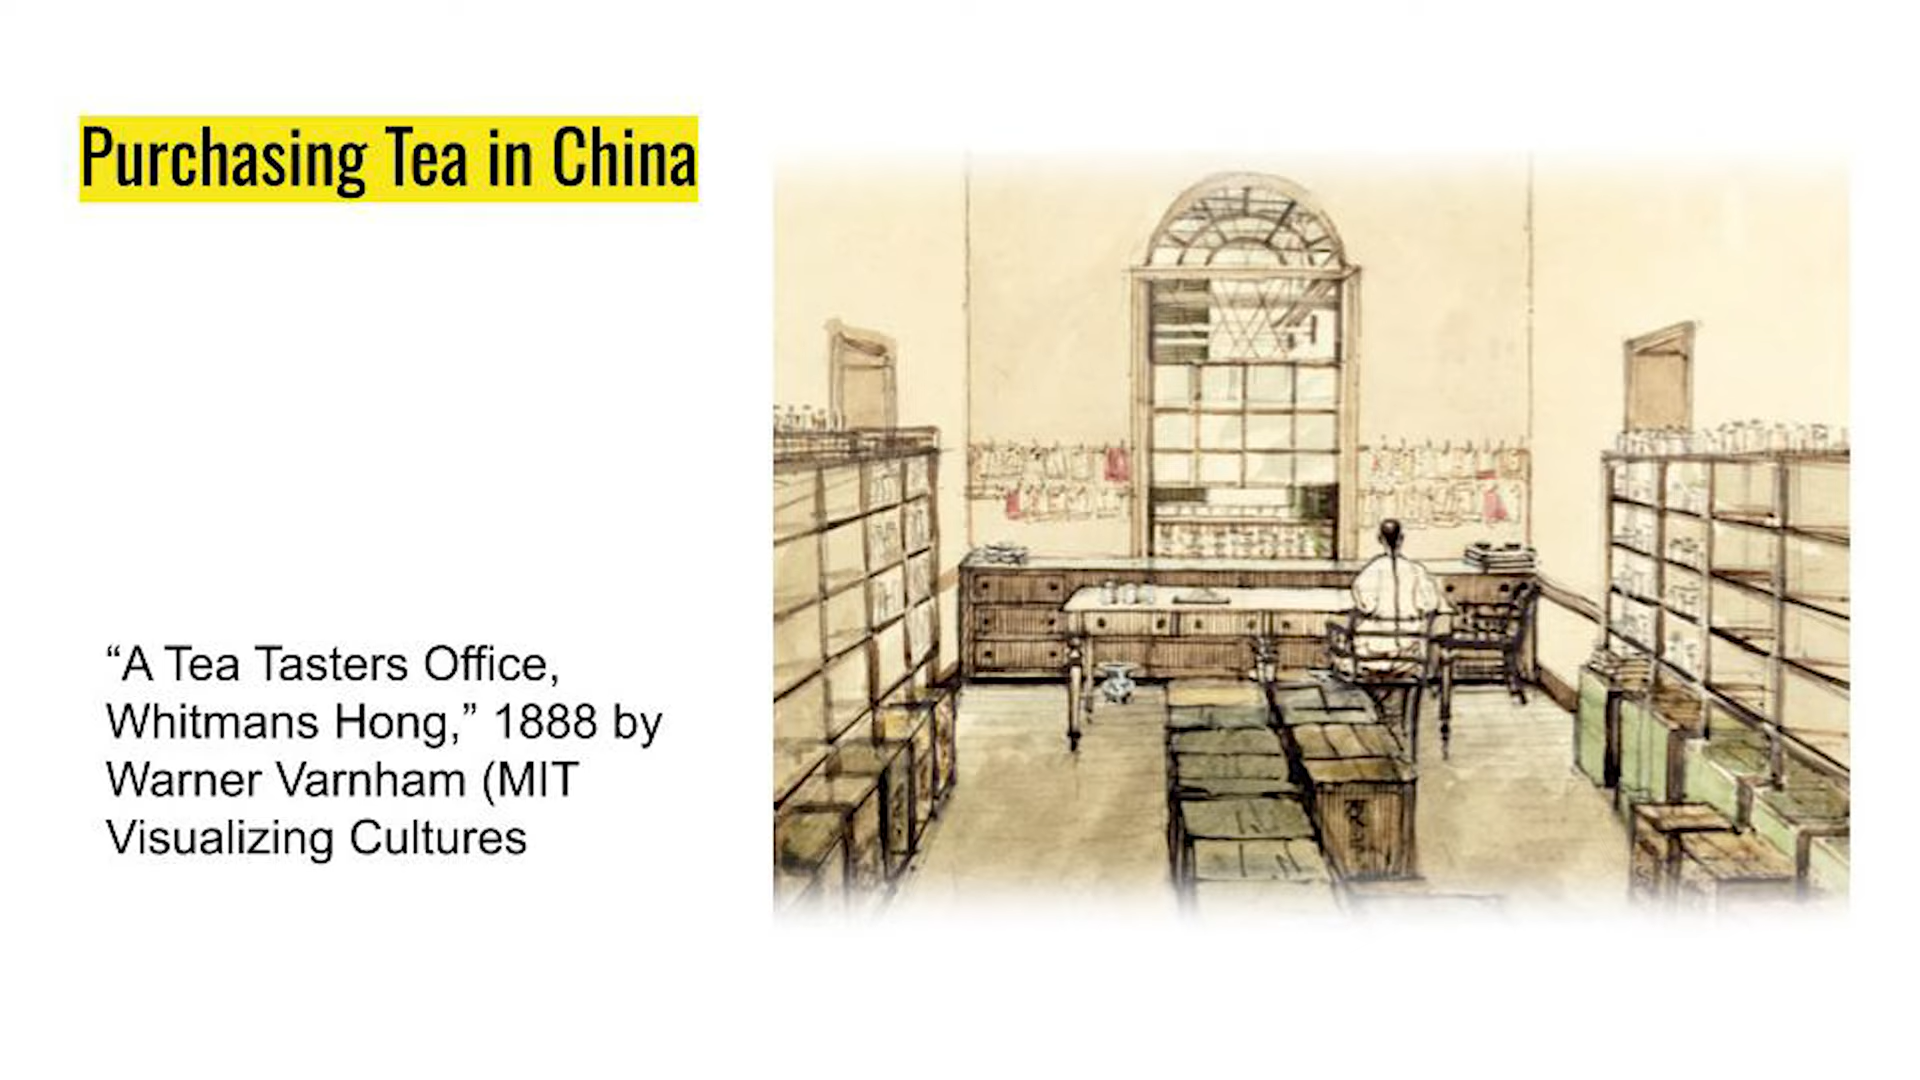 Purchasing Tea in China
“A Tea Tasters Office,
Whitmans Hong,” 1888 by
Warner Varnham (MIT
Visualizing Cultures